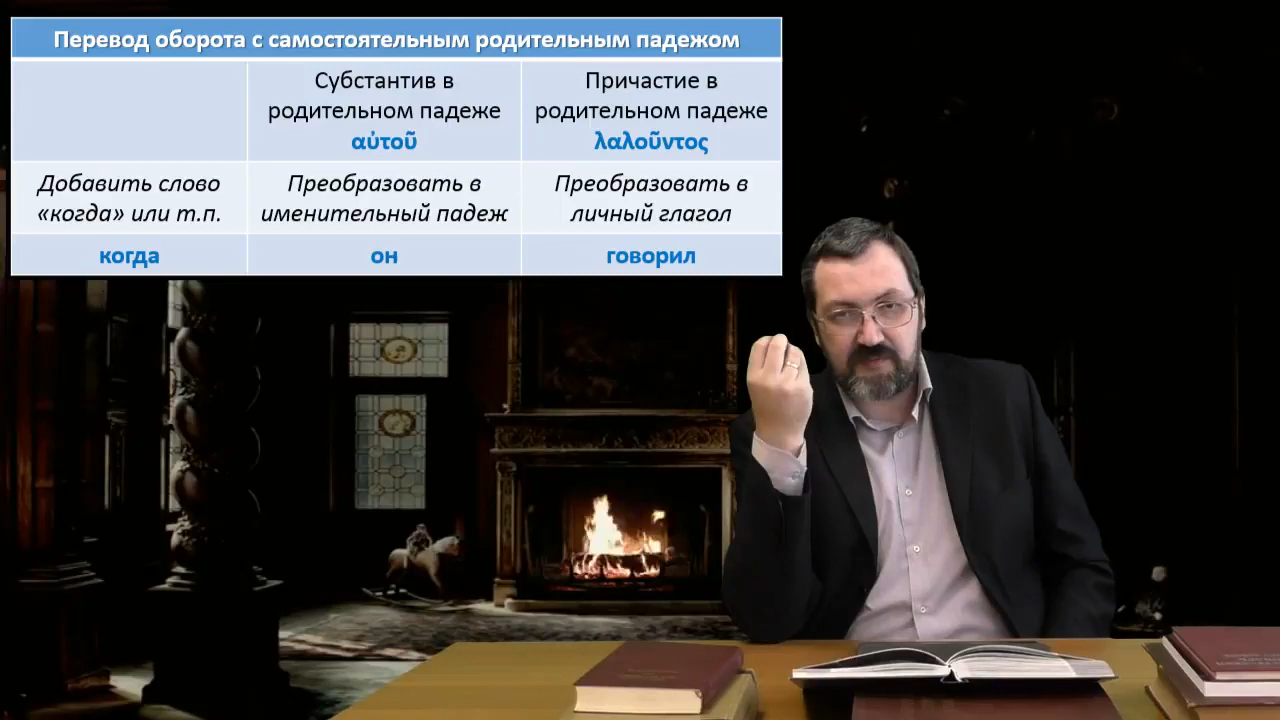 Перевод оборота с самостоятельным родительным падежом
Субстантив в
родительном падеже
αὐτοῦ
Причастие в
родительном падеже
λαλοῦντος
Добавить слово
«когда» или т.п.
Преобразовать в
именительный падеж
Преобразовать в
личный глагол
когда
он
говорил